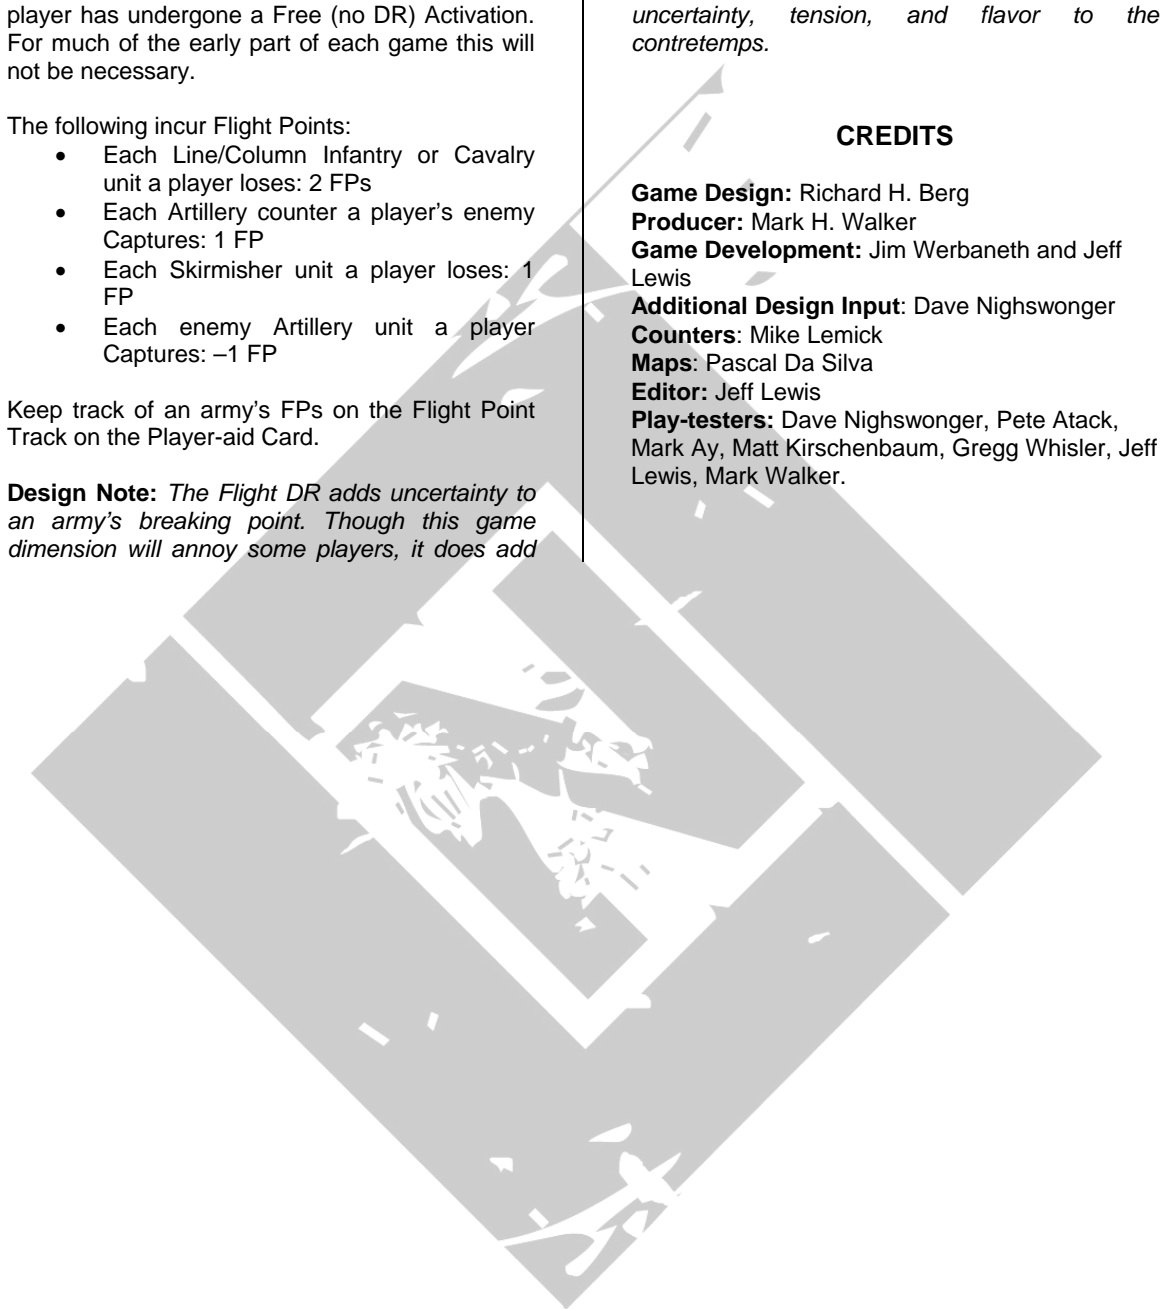 player has undergone a Free (no DR) Activation.
For much of the early part of each game this will
not be necessary.
The following incur Flight Points:
• Each Line/Column Infantry or Cavalry
unit a player loses: 2 FPs
• Each Artillery counter a player’s enemy
Captures: 1 FP
• Each Skirmisher unit a player loses: 1
FP
• Each enemy Artillery unit a player
Captures: –1 FP
Keep track of an army’s FPs on the Flight Point
Track on the Player-aid Card.
Design Note: The Flight DR adds uncertainty to
an army’s breaking point. Though this game
dimension will annoy some players, it does add
uncertainty, tension, and flavor to the
contretemps.
CREDITS
Game Design: Richard H. Berg
Producer: Mark H. Walker
Game Development: Jim Werbaneth and Jeff
Lewis
Additional Design Input: Dave Nighswonger
Counters: Mike Lemick
Maps: Pascal Da Silva
Editor: Jeff Lewis
Play-testers: Dave Nighswonger, Pete Atack,
Mark Ay, Matt Kirschenbaum, Gregg Whisler, Jeff
Lewis, Mark Walker.